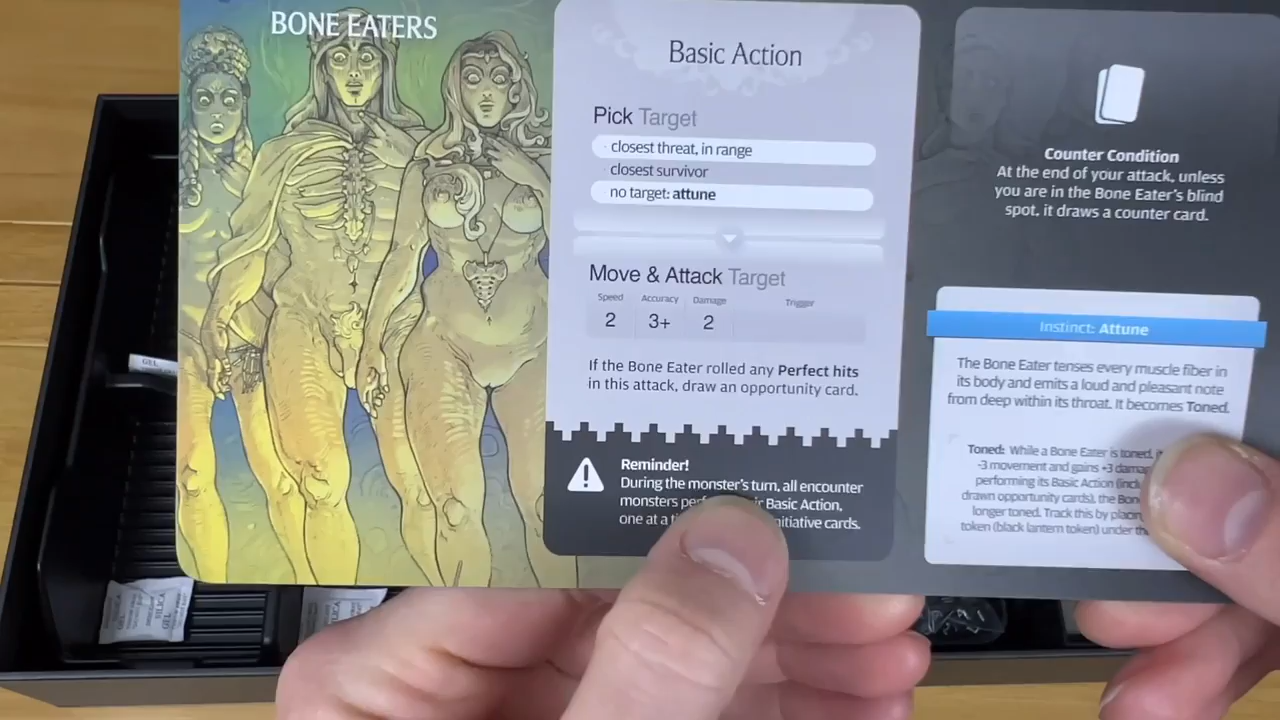 BONE EATERS
Basic Action
Pick Target
closest threat, in range
closest survivor
no target: attune
Move & Attack Target
Speed Accuracy Damage Trigger
2 3+ 2
If the Bone Eater rolled any Perfect hits
in this attack, draw an opportunity card.
Reminder!
During the monster's turn, all encounter
monsters Basic Action,
one at a initiative cards.
Counter Condition
At the end of your attack, unless
you are in the Bone Eater's blind
spot, it draws a counter card.
Instinct: Attune
The Bone Eater tenses every muscle fiber in
its body and emits a loud and pleasant note
from deep within its throat. It becomes Toned.
Toned: While a Bone Eater is toned,
-3 movement and gains +3
performing its Basic Action
drawn opportunity cards), the
longer toned. Track this by
token (black lantern token) under
GEL
SILICA
GEL